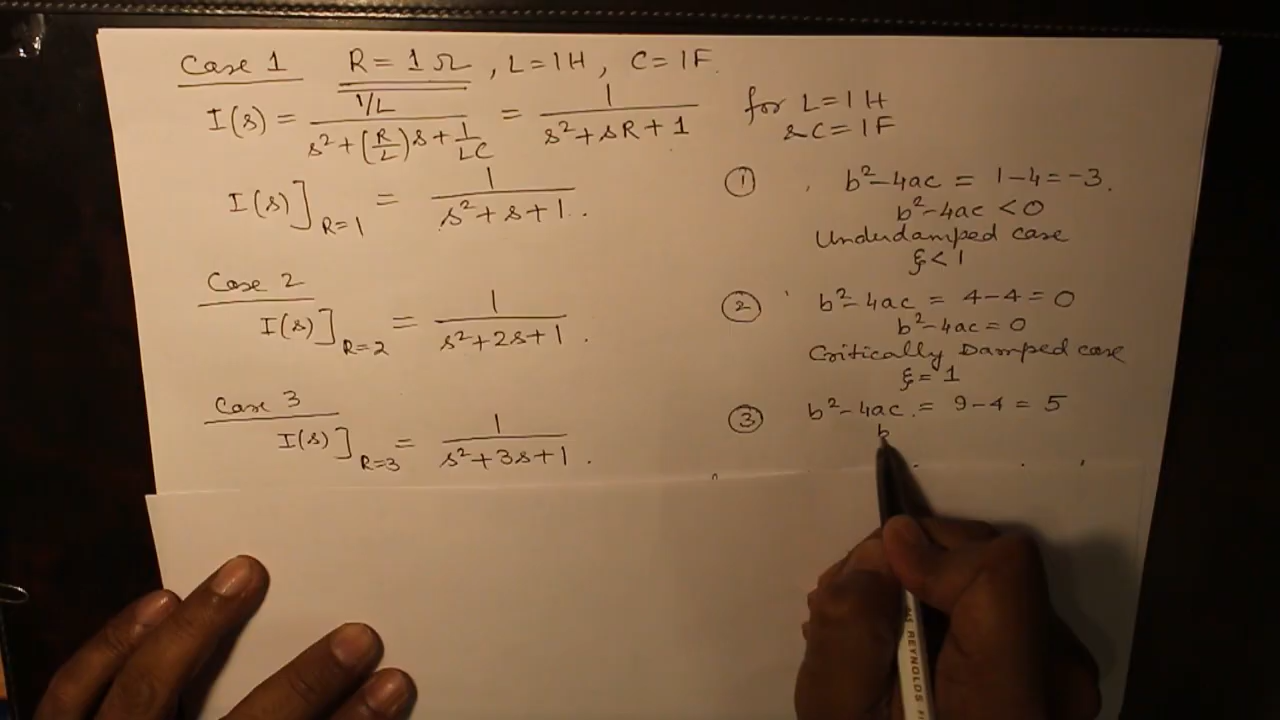 Case 1 R = 1 Ω , L = 1H , C = 1F.
I(s) = (1/L) / (s² + (R/L)s + 1/LC) = 1 / (s² + sR + 1)
I(s)]R=1 = 1 / (s² + s + 1) .
Case 2
I(s)]R=2 = 1 / (s² + 2s + 1) .
Case 3
I(s)]R=3 = 1 / (s² + 3s + 1) .
for L = 1 H
& C = 1 F
① b² - 4ac = 1 - 4 = -3.
b² - 4ac < 0
Underdamped case
ξ < 1
② b² - 4ac = 4 - 4 = 0
b² - 4ac = 0
Critically Damped case
ξ = 1
③ b² - 4ac = 9 - 4 = 5
b
REYNOLDS